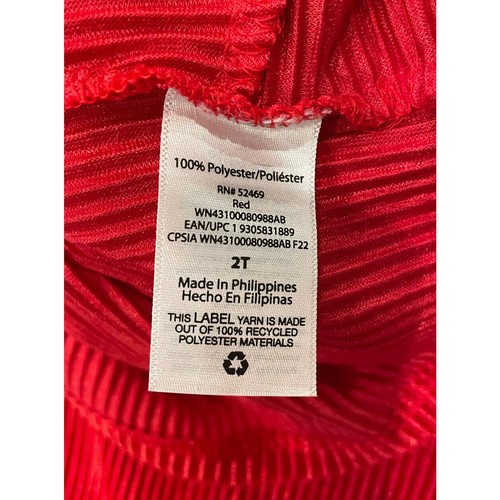 100% Polyester/Poliéster
RN# 52469
Red
WN43100080988AB
EAN/UPC 1 9305831889
CPSIA WN43100080988AB F22
2T
Made In Philippines
Hecho En Filipinas
THIS LABEL YARN IS MADE
OUT OF 100% RECYCLED
POLYESTER MATERIALS